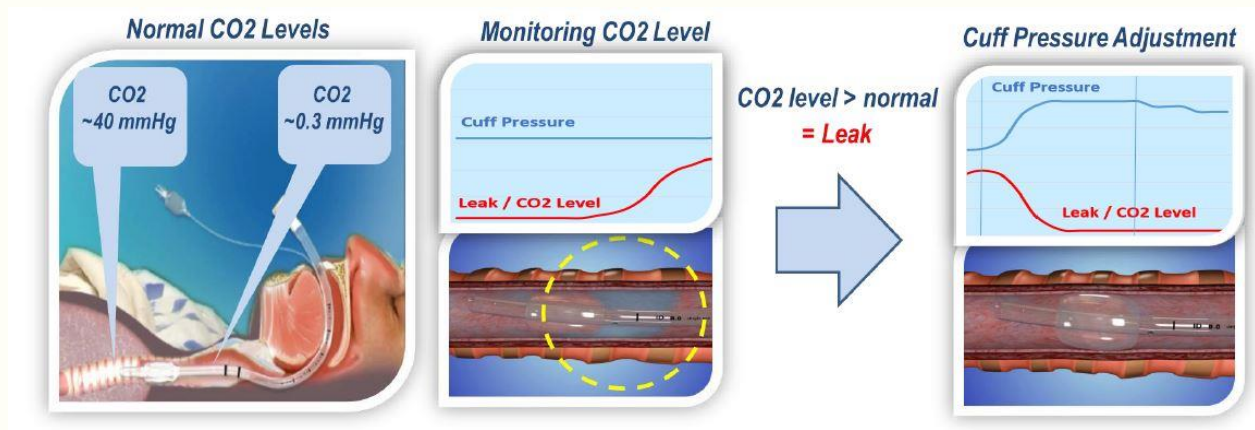 Normal CO2 Levels
CO2
~40 mmHg
CO2
~0.3 mmHg
Monitoring CO2 Level
Cuff Pressure
Leak / CO2 Level
CO2 level > normal
= Leak
Cuff Pressure Adjustment
Cuff Pressure
Leak / CO2 Level